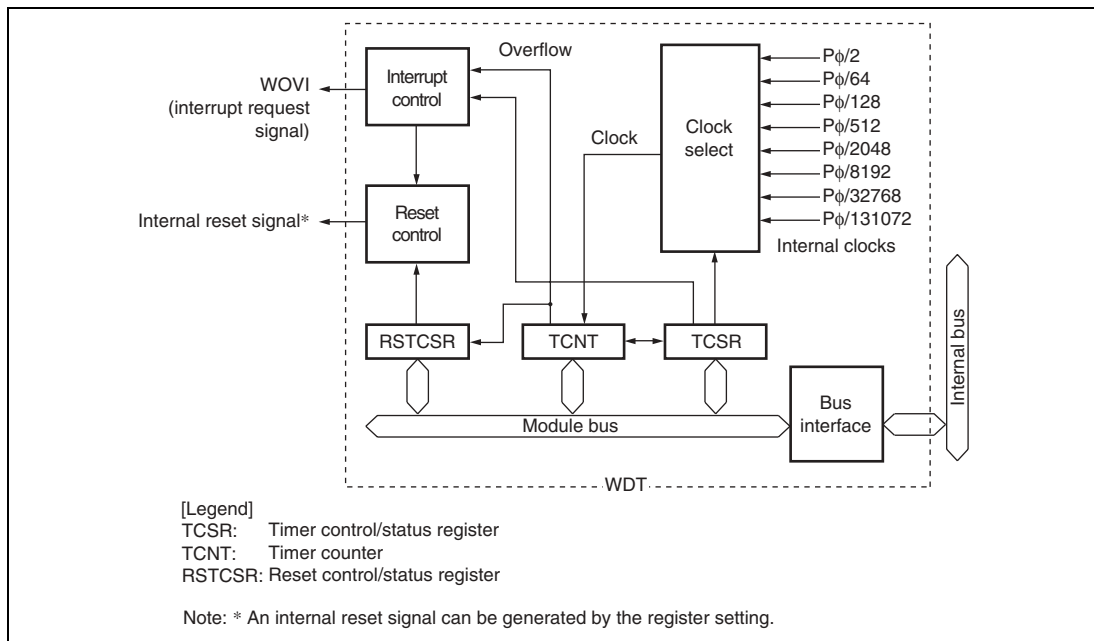 Overflow
Interrupt
control
WOVI
(interrupt request
signal)
Reset
control
Internal reset signal*
Clock
Clock
select
Pϕ/2
Pϕ/64
Pϕ/128
Pϕ/512
Pϕ/2048
Pϕ/8192
Pϕ/32768
Pϕ/131072
Internal clocks
RSTCSR
TCNT
TCSR
Module bus
Bus
interface
Internal bus
WDT
[Legend]
TCSR: Timer control/status register
TCNT: Timer counter
RSTCSR: Reset control/status register
Note: * An internal reset signal can be generated by the register setting.